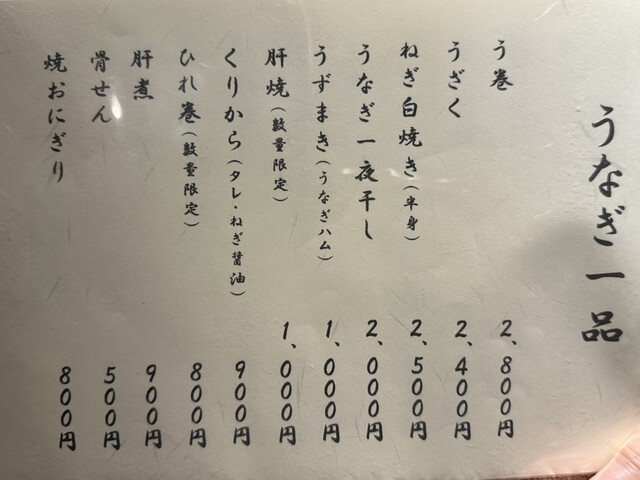 うなぎ一品
う巻 2、800円
うざく 2、400円
ねぎ白焼き(半身) 2、500円
うなぎ一夜干し 2、000円
うずまき(うなぎハム) 1、000円
肝焼(数量限定) 1、000円
くりから(タレ・ねぎ醤油) 900円
ひれ巻(数量限定) 800円
肝煮 900円
骨せん 500円
焼おにぎり 800円